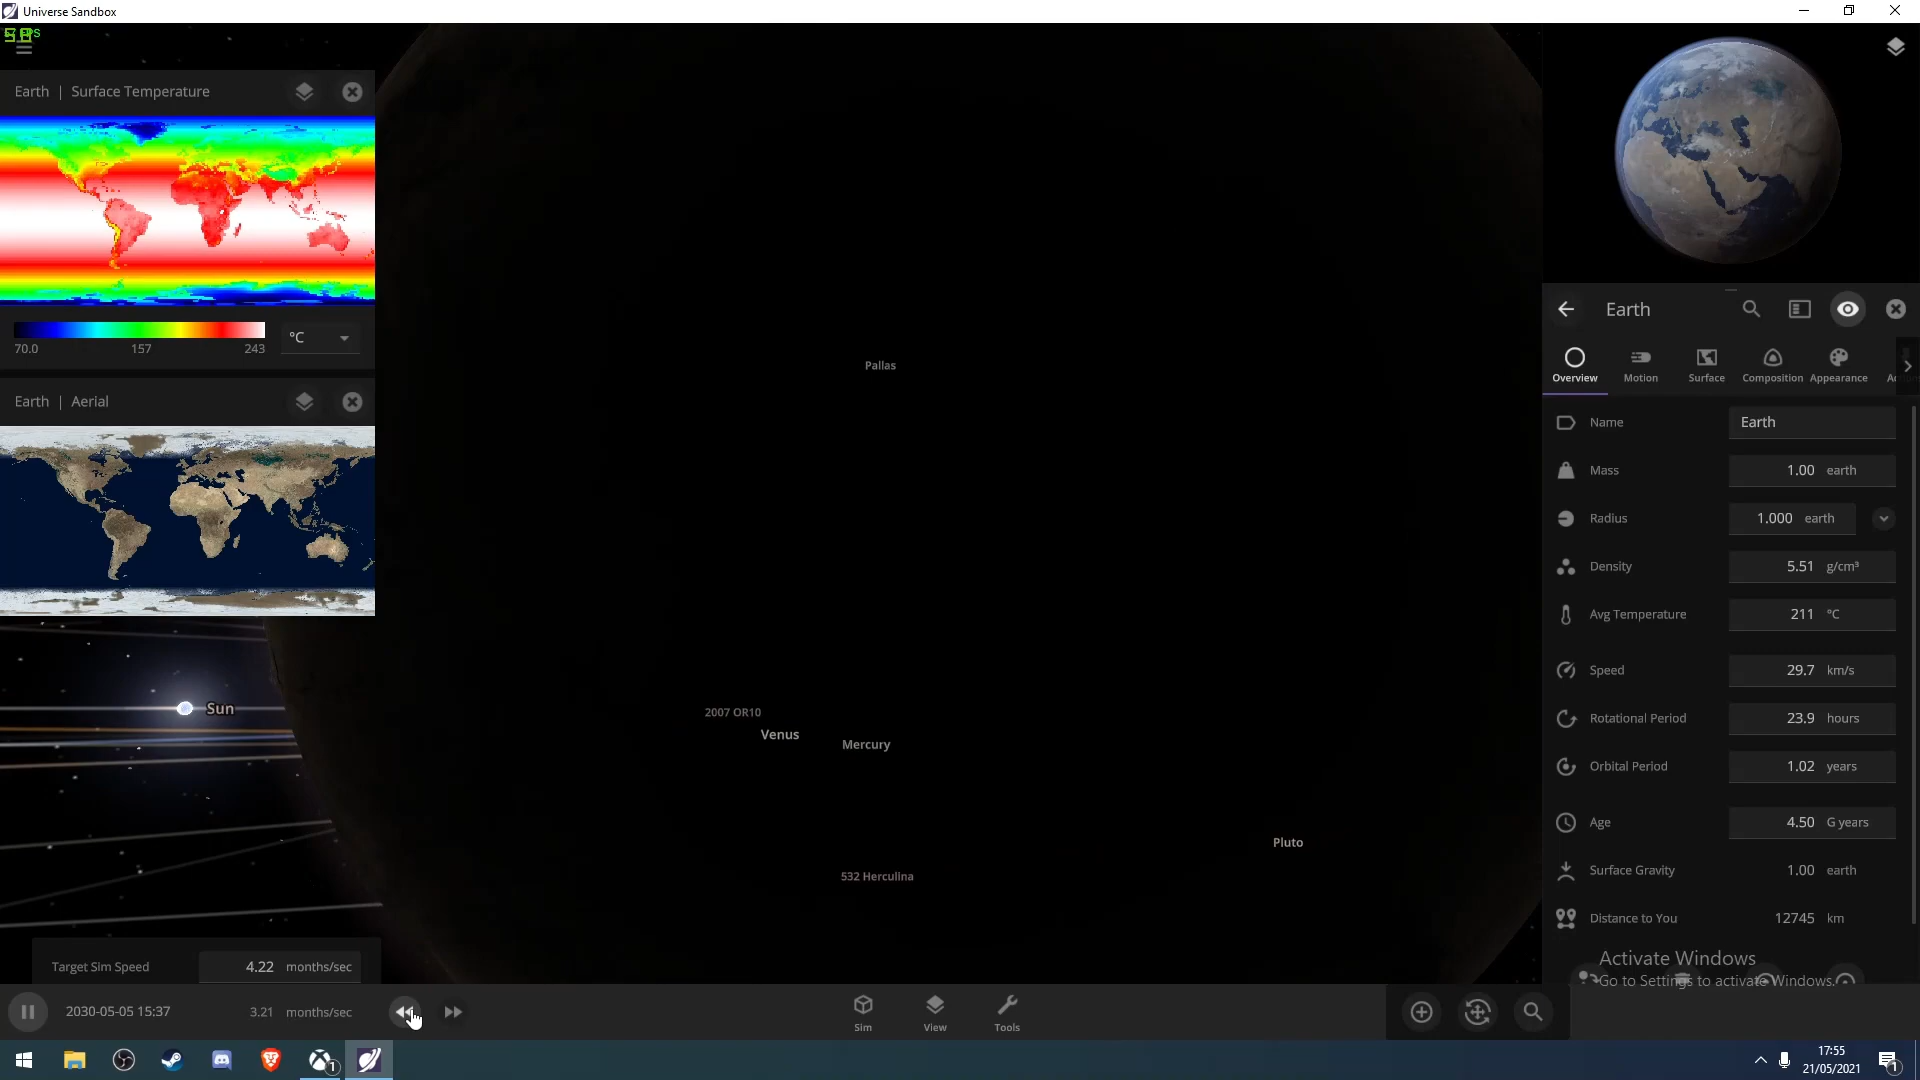 Universe Sandbox
Earth | Surface Temperature
70.0 157 243
°C
Earth | Aerial
Sun
Pallas
2007 OR10
Venus
Mercury
Pluto
532 Herculina
Target Sim Speed 4.22 months/sec
2030-05-05 15:37 3.21 months/sec
Sim View Tools
Earth
Overview Motion Surface Composition Appearance
Name Earth
Mass 1.00 earth
Radius 1.000 earth
Density 5.51 g/cm³
Avg Temperature 211 °C
Speed 29.7 km/s
Rotational Period 23.9 hours
Orbital Period 1.02 years
Age 4.50 G years
Surface Gravity 1.00 earth
Distance to You 12745 km
Activate Windows
Go to Settings to activate Windows.
1
17:55
21/05/2021
1